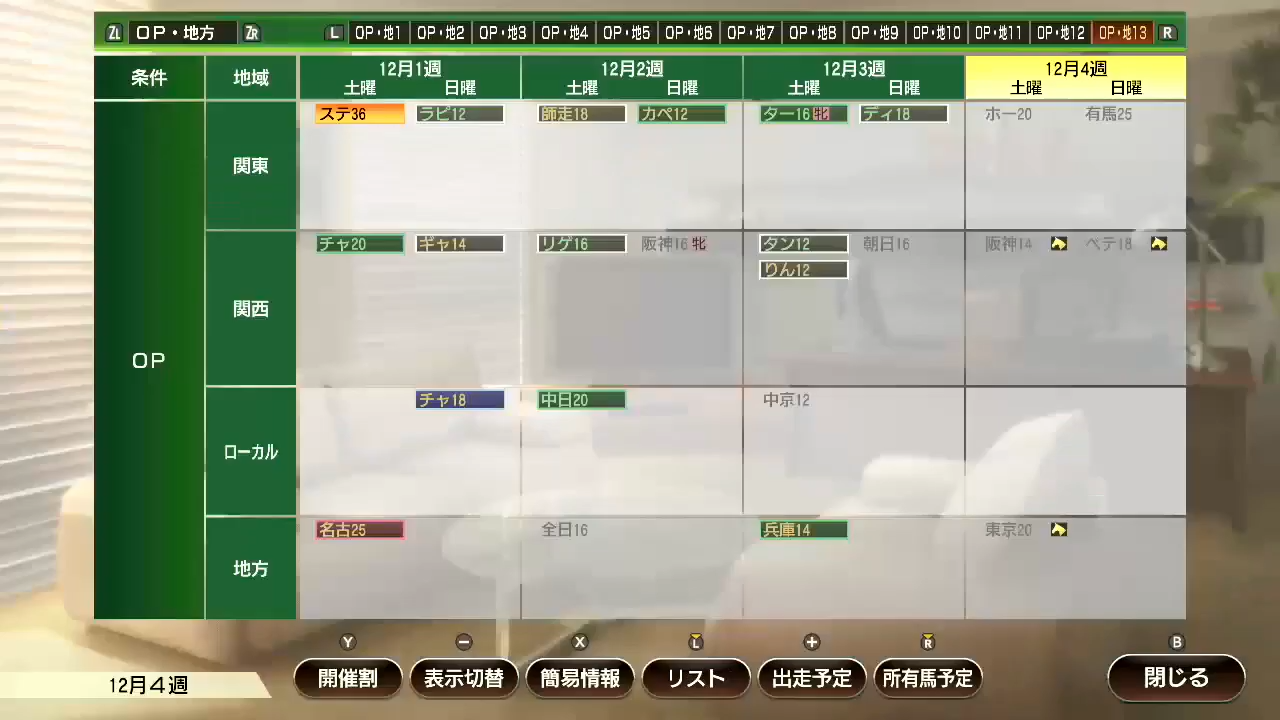 ZL OP・地方 ZR L OP・地1 OP・地2 OP・地3 OP・地4 OP・地5 OP・地6 OP・地7 OP・地8 OP・地9 OP・地10 OP・地11 OP・地12 OP・地13 R
条件 地域 12月1週 12月2週 12月3週 12月4週
土曜 日曜 土曜 日曜 土曜 日曜 土曜 日曜
OP
関東
ステ36 ラピ12 師走18 カペ12 ター16 牝 ディ18 ホー20 有馬25
関西
チャ20 ギャ14 リゲ16 阪神16 牝 タン12 朝日16 阪神14 ベテ18
りん12
ローカル
チャ18 中日20 中京12
地方
名古25 全日16 兵庫14 東京20
Y − X L + R B
開催割 表示切替 簡易情報 リスト 出走予定 所有馬予定 閉じる
12月4週